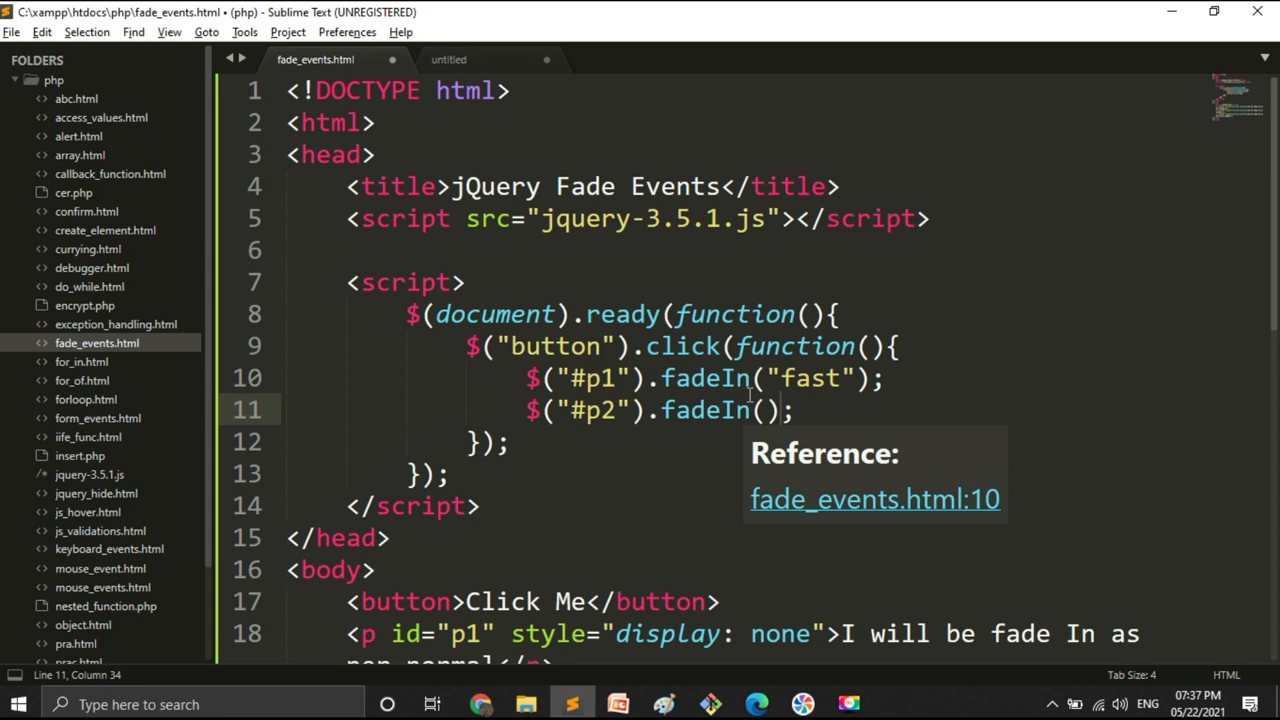 C:\xampp\htdocs\php\fade_events.html • (php) - Sublime Text (UNREGISTERED)
File Edit Selection Find View Goto Tools Project Preferences Help
FOLDERS
php
abc.html
access_values.html
alert.html
array.html
callback_function.html
cer.php
confirm.html
create_element.html
currying.html
debugger.html
do_while.html
encrypt.php
exception_handling.html
fade_events.html
for_in.html
for_of.html
forloop.html
form_events.html
iife_func.html
insert.php
jquery-3.5.1.js
jquery_hide.html
js_hover.html
js_validations.html
keyboard_events.html
mouse_event.html
mouse_events.html
nested_function.php
object.html
pra.html
prac.html
fade_events.html untitled
1 <!DOCTYPE html>
2 <html>
3 <head>
4 <title>jQuery Fade Events</title>
5 <script src="jquery-3.5.1.js"></script>
6
7 <script>
8 $(document).ready(function(){
9 $("button").click(function(){
10 $("#p1").fadeIn("fast");
11 $("#p2").fadeIn();
12 });
13 });
14 </script>
15 </head>
16 <body>
17 <button>Click Me</button>
18 <p id="p1" style="display: none">I will be fade In as
per normal</p>
Reference:
fade_events.html:10
Line 11, Column 34
Tab Size: 4
HTML
Type here to search
ENG
07:37 PM
05/22/2021